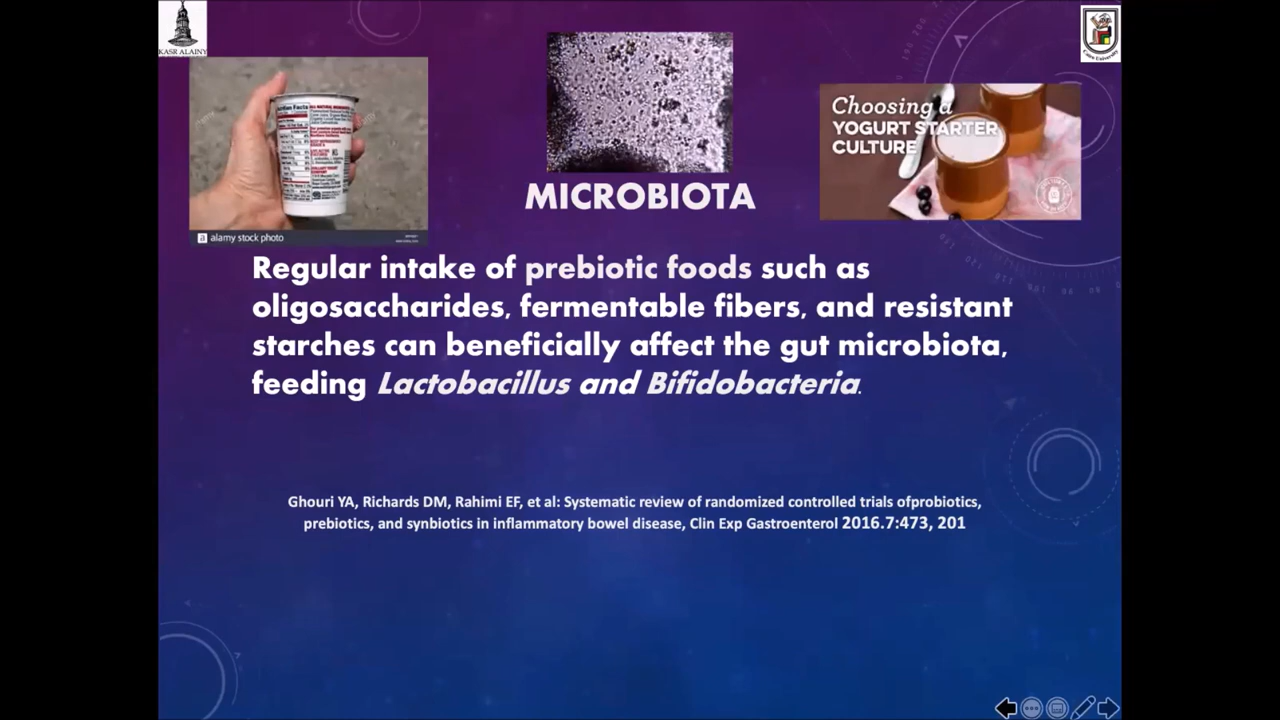 KASR ALAINY
Cairo University
Choosing a
YOGURT STARTER
CULTURE
a alamy stock photo
MICROBIOTA
Regular intake of prebiotic foods such as
oligosaccharides, fermentable fibers, and resistant
starches can beneficially affect the gut microbiota,
feeding Lactobacillus and Bifidobacteria.
Ghouri YA, Richards DM, Rahimi EF, et al: Systematic review of randomized controlled trials ofprobiotics,
prebiotics, and synbiotics in inflammatory bowel disease, Clin Exp Gastroenterol 2016.7:473, 201